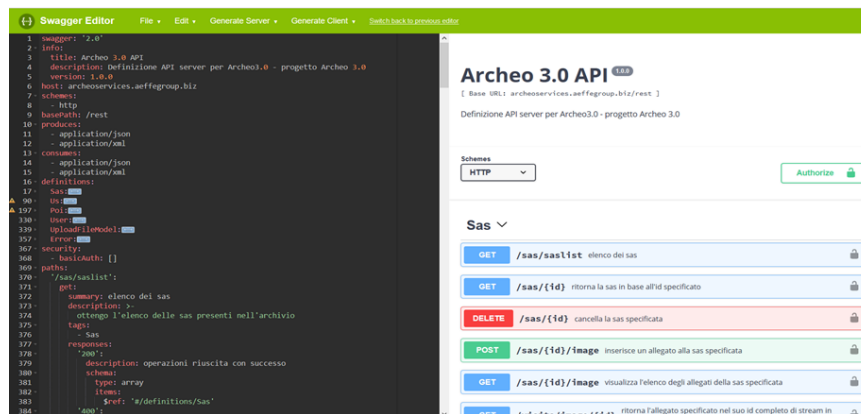 Swagger Editor File Edit Generate Server Generate Client Switch back to previous editor
1 swagger: '2.0'
2 info:
3 title: Archeo 3.0 API
4 description: Definizione API server per Archeo3.0 - progetto Archeo 3.0
5 version: 1.0.0
6 host: archeoservices.aeffegroup.biz
7 schemes:
8 - http
9 basePath: /rest
10 produces:
11 - application/json
12 - application/xml
13 consumes:
14 - application/json
15 - application/xml
16 definitions:
17 Sas:
90 Us:
197 Poi:
330 User:
339 UploadFileModel:
357 Error:
367 security:
368 - basicAuth: []
369 paths:
370 '/sas/saslist':
371 get:
372 summary: elenco dei sas
373 description: >-
374 ottengo l'elenco delle sas presenti nell'archivio
375 tags:
376 - Sas
377 responses:
378 '200':
379 description: operazioni riuscita con successo
380 schema:
381 type: array
382 items:
383 $ref: '#/definitions/Sas'
384 '400':
Archeo 3.0 API 1.0.0
[ Base URL: archeoservices.aeffegroup.biz/rest ]
Definizione API server per Archeo3.0 - progetto Archeo 3.0
Schemes
HTTP
Authorize
Sas
GET /sas/saslist elenco dei sas
GET /sas/{id} ritorna la sas in base all'id specificato
DELETE /sas/{id} cancella la sas specificata
POST /sas/{id}/image inserisce un allegato alla sas specificata
GET /sas/{id}/image visualizza l'elenco degli allegati della sas specificata
ritorna l'allegato specificato nel suo id completo di stream in